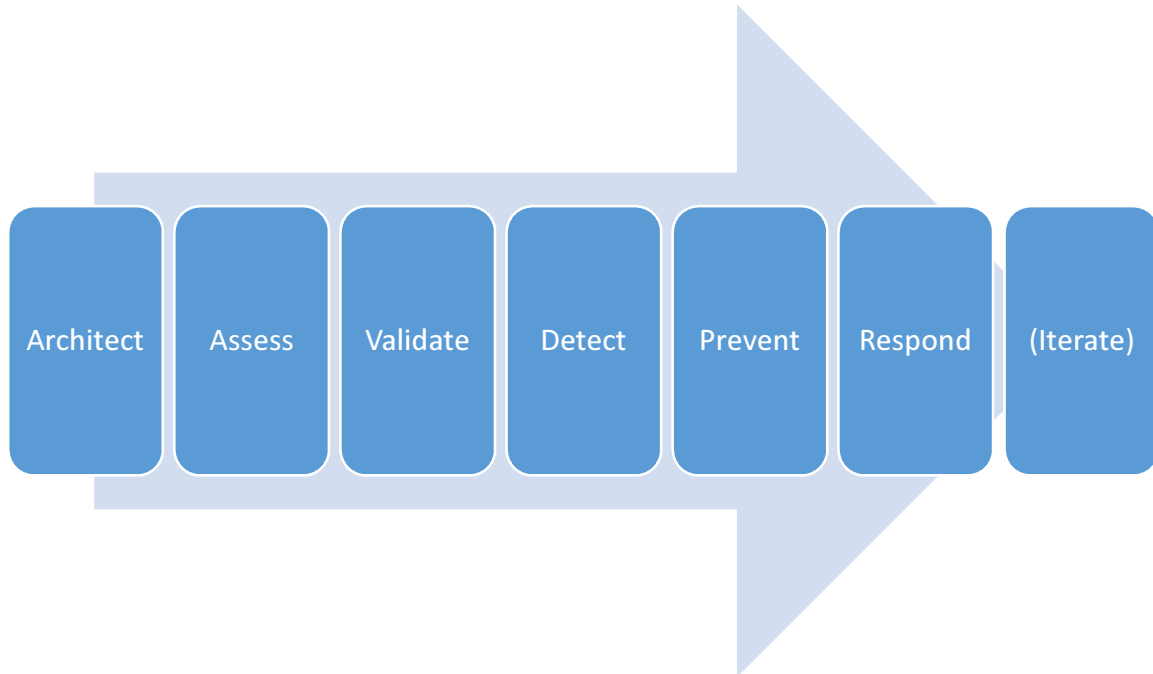 Architect
Assess
Validate
Detect
Prevent
Respond
(Iterate)